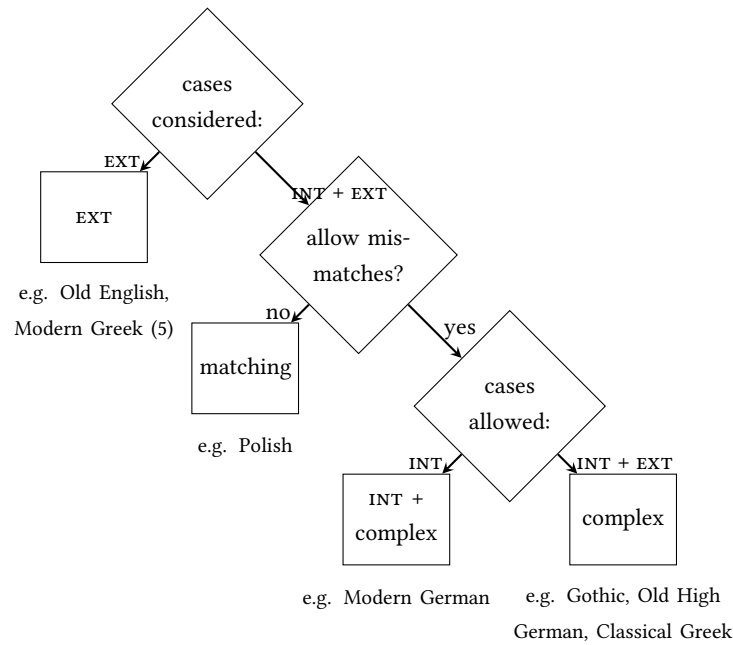 cases
considered:
EXT
INT + EXT
EXT
allow mis-
matches?
e.g. Old English,
Modern Greek (5)
no
yes
matching
cases
allowed:
e.g. Polish
INT
INT + EXT
INT +
complex
complex
e.g. Modern German
e.g. Gothic, Old High
German, Classical Greek